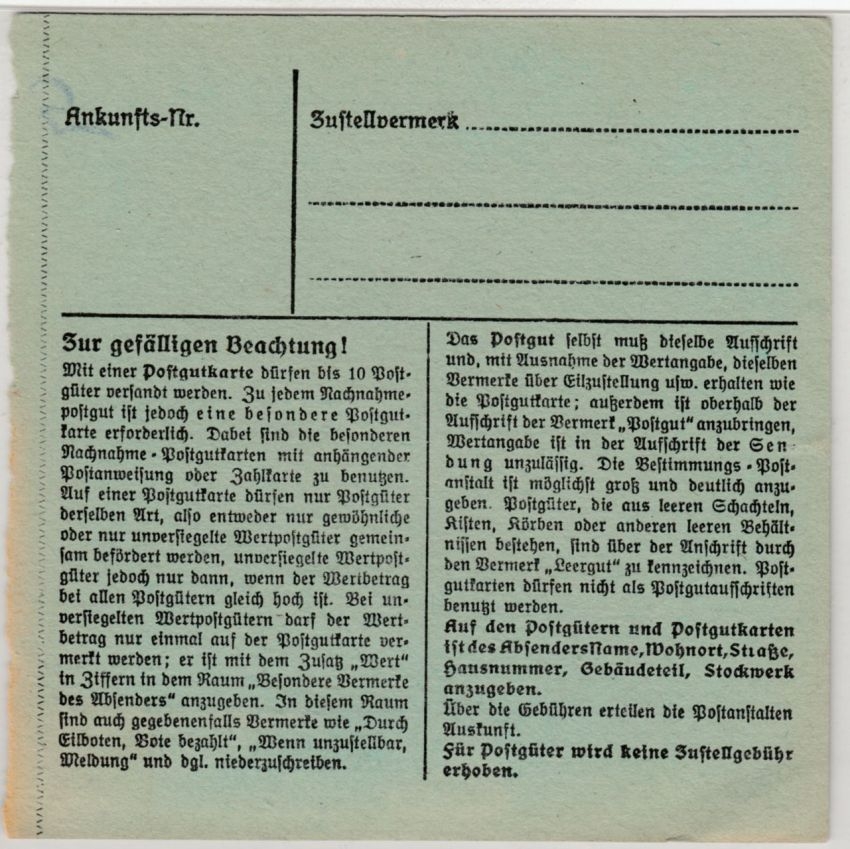 Ankunfts-Nr.
Zustellvermerk
Zur gefälligen Beachtung!
Mit einer Postgutkarte dürfen bis 10 Post-
güter versandt werden. Zu jedem Nachnahme-
postgut ist jedoch eine besondere Postgut-
karte erforderlich. Dabei sind die besonderen
Nachnahme-Postgutkarten mit anhängender
Postanweisung oder Zahlkarte zu benutzen.
Auf einer Postgutkarte dürfen nur Postgüter
derselben Art, also entweder nur gewöhnliche
oder nur unversiegelte Wertpostgüter gemein-
sam befördert werden, unversiegelte Wertpost-
güter jedoch nur dann, wenn der Wertbetrag
bei allen Postgütern gleich hoch ist. Bei un-
versiegelten Wertpostgütern darf der Wert-
betrag nur einmal auf der Postgutkarte ver-
merkt werden; er ist mit dem Zusatz „Wert“
in Ziffern in dem Raum „Besondere Vermerke
des Absenders“ anzugeben. In diesem Raum
sind auch gegebenenfalls Vermerke wie „Durch
Eilboten, Bote bezahlt“, „Wenn unzustellbar,
Meldung“ und dgl. niederzuschreiben.
Das Postgut selbst muß dieselbe Aufschrift
und, mit Ausnahme der Wertangabe, dieselben
Vermerke über Eilzustellung usw. erhalten wie
die Postgutkarte; außerdem ist oberhalb der
Aufschrift der Vermerk „Postgut“ anzubringen,
Wertangabe ist in der Aufschrift der Sen-
dung unzulässig. Die Bestimmungs-Post-
anstalt ist möglichst groß und deutlich anzu-
geben. Postgüter, die aus leeren Schachteln,
Kisten, Körben oder anderen leeren Behält-
nissen bestehen, sind über der Anschrift durch
den Vermerk „Leergut“ zu kennzeichnen. Post-
gutkarten dürfen nicht als Postgutaufschriften
benutzt werden.
Auf den Postgütern und Postgutkarten
ist des Absenders Name, Wohnort, Straße,
Hausnummer, Gebäudeteil, Stockwerk
anzugeben.
Über die Gebühren erteilen die Postanstalten
Auskunft.
Für Postgüter wird keine Zustellgebühr
erhoben.